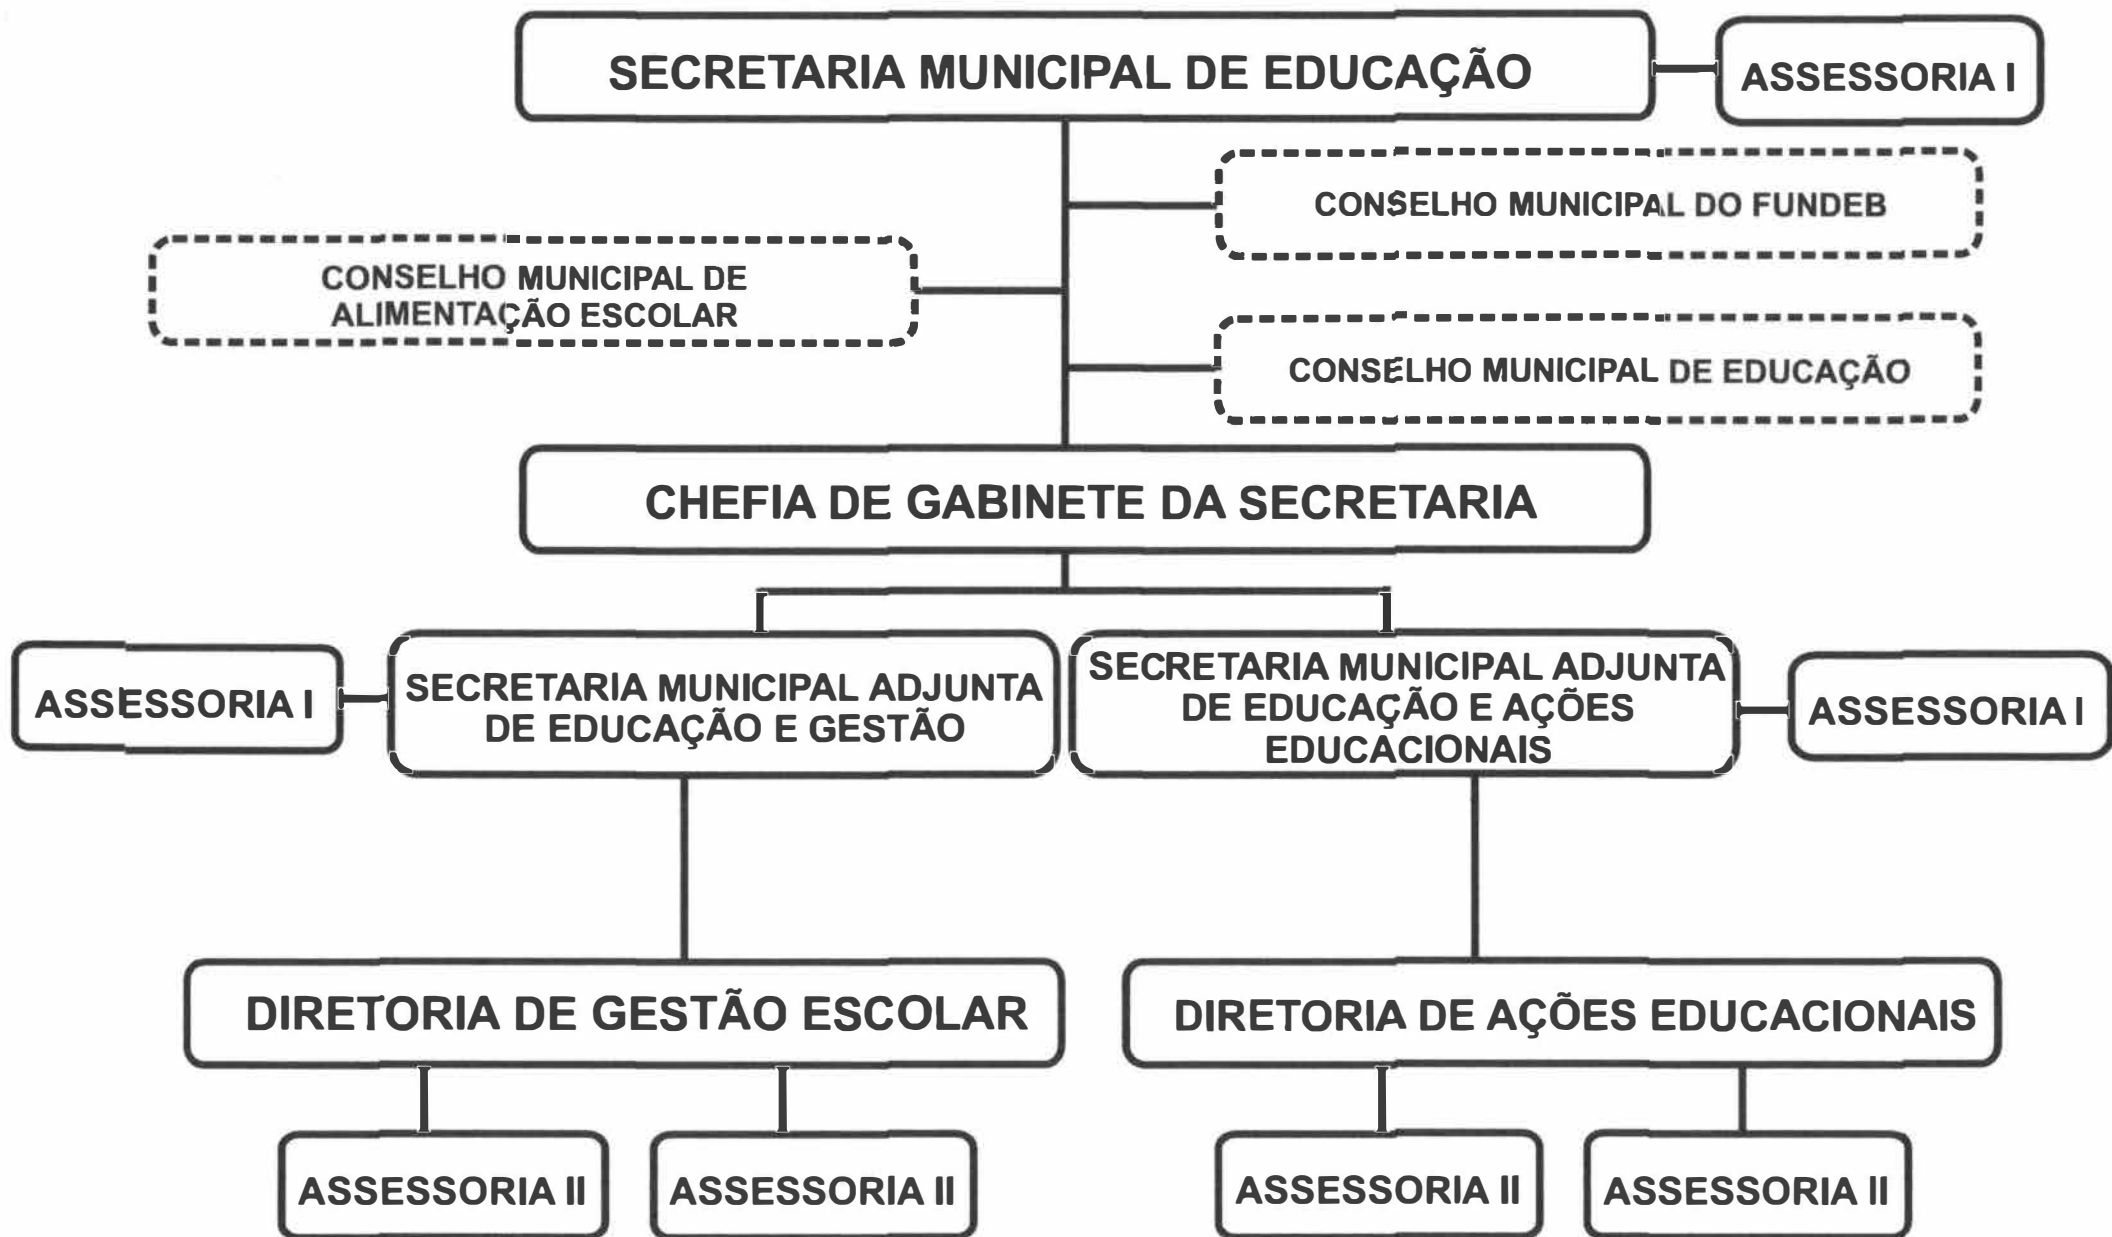 SECRETARIA MUNICIPAL DE EDUCAÇÃO
ASSESSORIA I
CONSELHO MUNICIPAL DO FUNDEB
CONSELHO MUNICIPAL DE
ALIMENTAÇÃO ESCOLAR
CONSELHO MUNICIPAL DE EDUCAÇÃO
CHEFIA DE GABINETE DA SECRETARIA
ASSESSORIA I
SECRETARIA MUNICIPAL ADJUNTA
DE EDUCAÇÃO E GESTÃO
SECRETARIA MUNICIPAL ADJUNTA
DE EDUCAÇÃO E AÇÕES
EDUCACIONAIS
ASSESSORIA I
DIRETORIA DE GESTÃO ESCOLAR
DIRETORIA DE AÇÕES EDUCACIONAIS
ASSESSORIA II
ASSESSORIA II
ASSESSORIA II
ASSESSORIA II